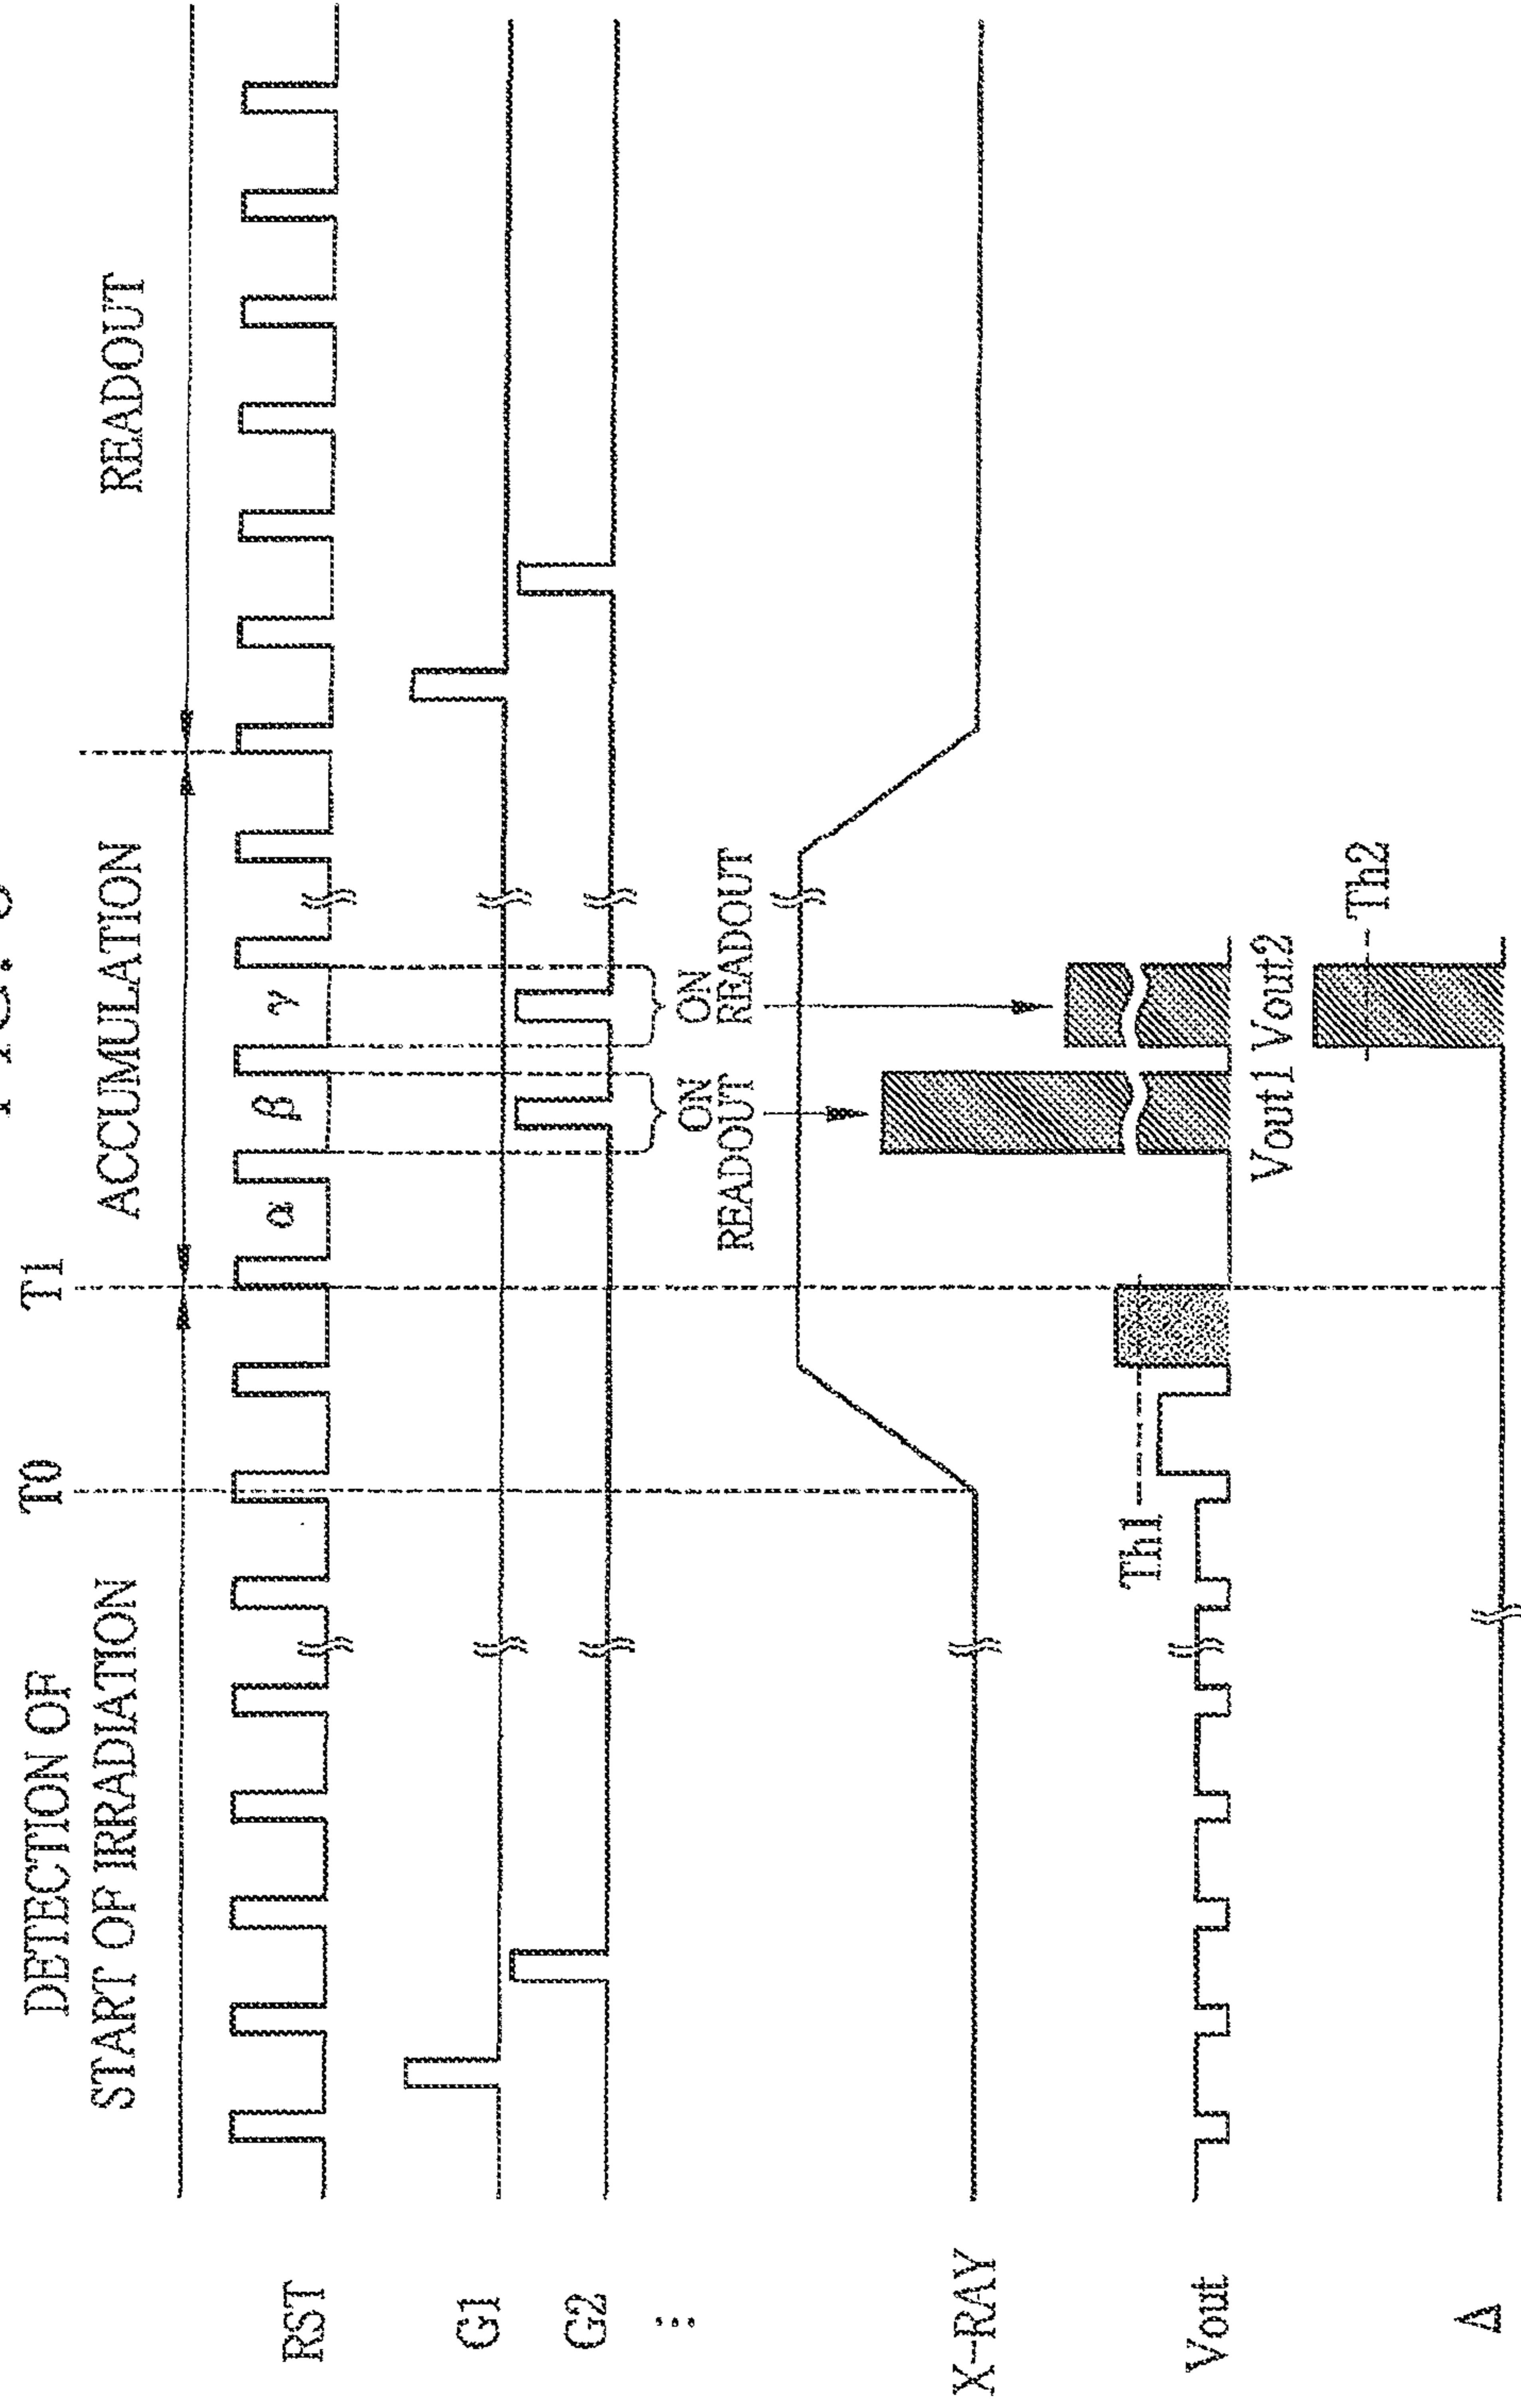 DETECTION OF
START OF IRRADIATION
T0
T1
ACCUMULATION
READOUT
RST
α
β
γ
G1
G2
...
ON
READOUT
ON
READOUT
X-RAY
Vout
Th1
Vout1 Vout2
Δ
Th2